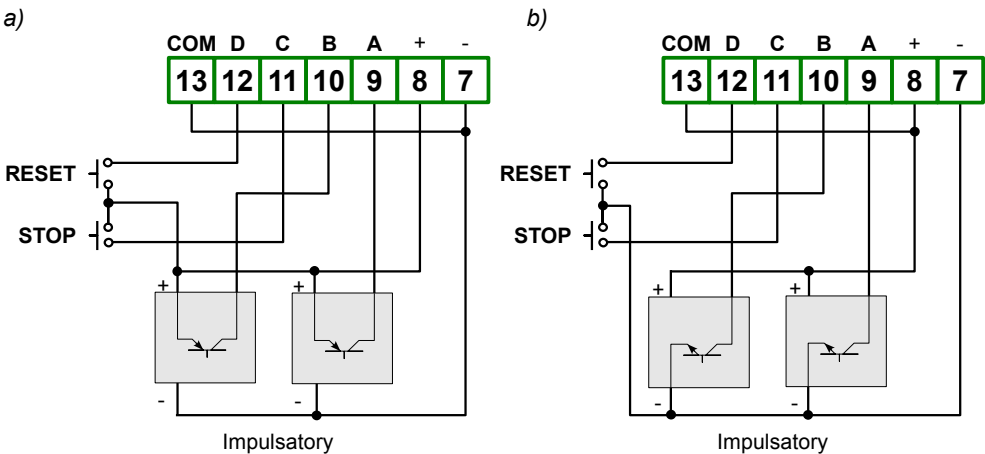 a)
COM D C B A + -
13 12 11 10 9 8 7
RESET
STOP
+ +
- -
Impulsatory
b)
COM D C B A + -
13 12 11 10 9 8 7
RESET
STOP
+ +
- -
Impulsatory